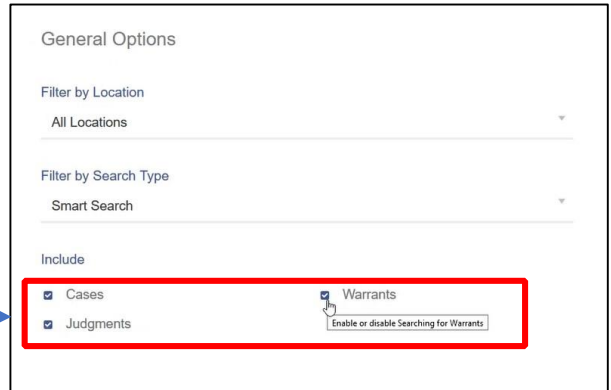 General Options
Filter by Location
All Locations
Filter by Search Type
Smart Search
Include
Cases
Warrants
Enable or disable Searching for Warrants
Judgments